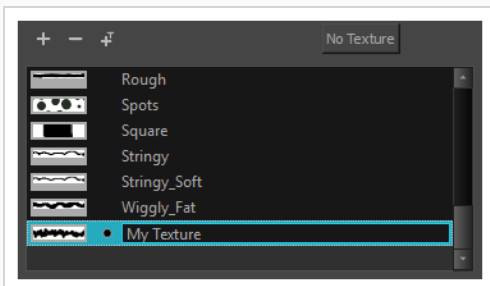 No Texture
Rough
Spots
Square
Stringy
Stringy_Soft
Wiggly_Fat
My Texture